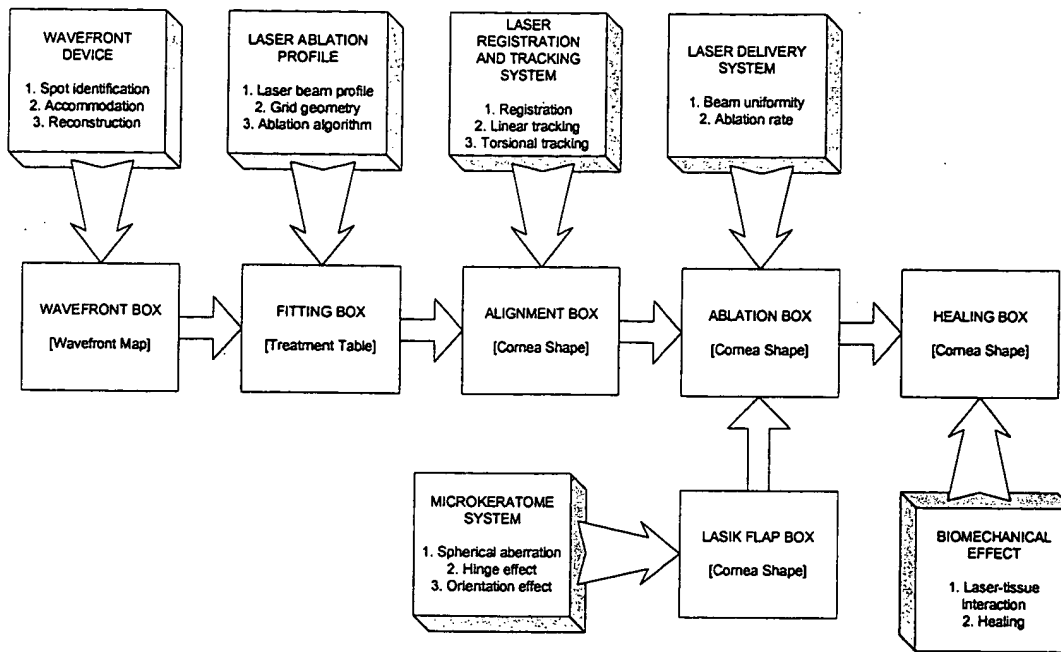 WAVEFRONT
DEVICE
1. Spot identification
2. Accommodation
3. Reconstruction
LASER ABLATION
PROFILE
1. Laser beam profile
2. Grid geometry
3. Ablation algorithm
LASER
REGISTRATION
AND TRACKING
SYSTEM
1. Registration
2. Linear tracking
3. Torsional tracking
LASER DELIVERY
SYSTEM
1. Beam uniformity
2. Ablation rate
WAVEFRONT BOX
[Wavefront Map]
FITTING BOX
[Treatment Table]
ALIGNMENT BOX
[Cornea Shape]
ABLATION BOX
[Cornea Shape]
HEALING BOX
[Cornea Shape]
MICROKERATOME
SYSTEM
1. Spherical aberration
2. Hinge effect
3. Orientation effect
LASIK FLAP BOX
[Cornea Shape]
BIOMECHANICAL
EFFECT
1. Laser-tissue
interaction
2. Healing